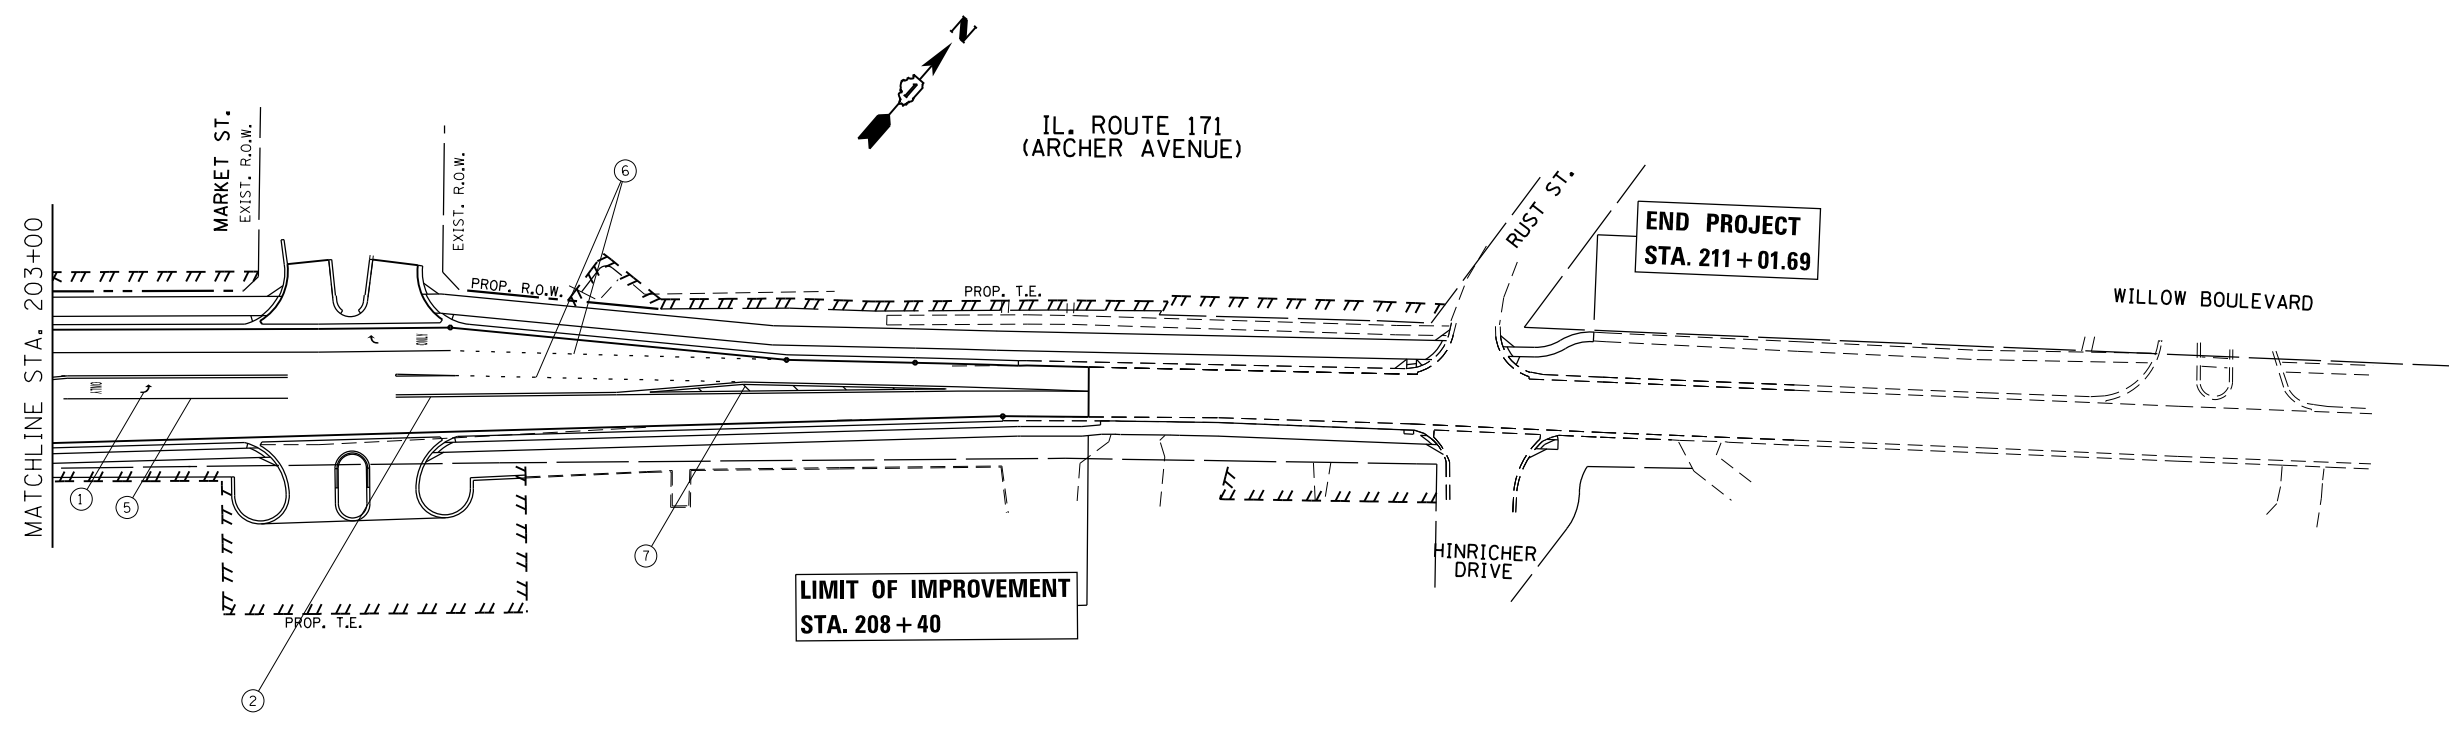 N
IL. ROUTE 171
(ARCHER AVENUE)
MARKET ST.
EXIST. R.O.W.
EXIST. R.O.W.
6
RUST ST.
END PROJECT
STA. 211 + 01.69
MATCHLINE STA. 203+00
PROP. R.O.W.
PROP. T.E.
WILLOW BOULEVARD
ONLY
ONLY
1
5
7
HINRICHER
DRIVE
LIMIT OF IMPROVEMENT
STA. 208 + 40
PROP. T.E.
2